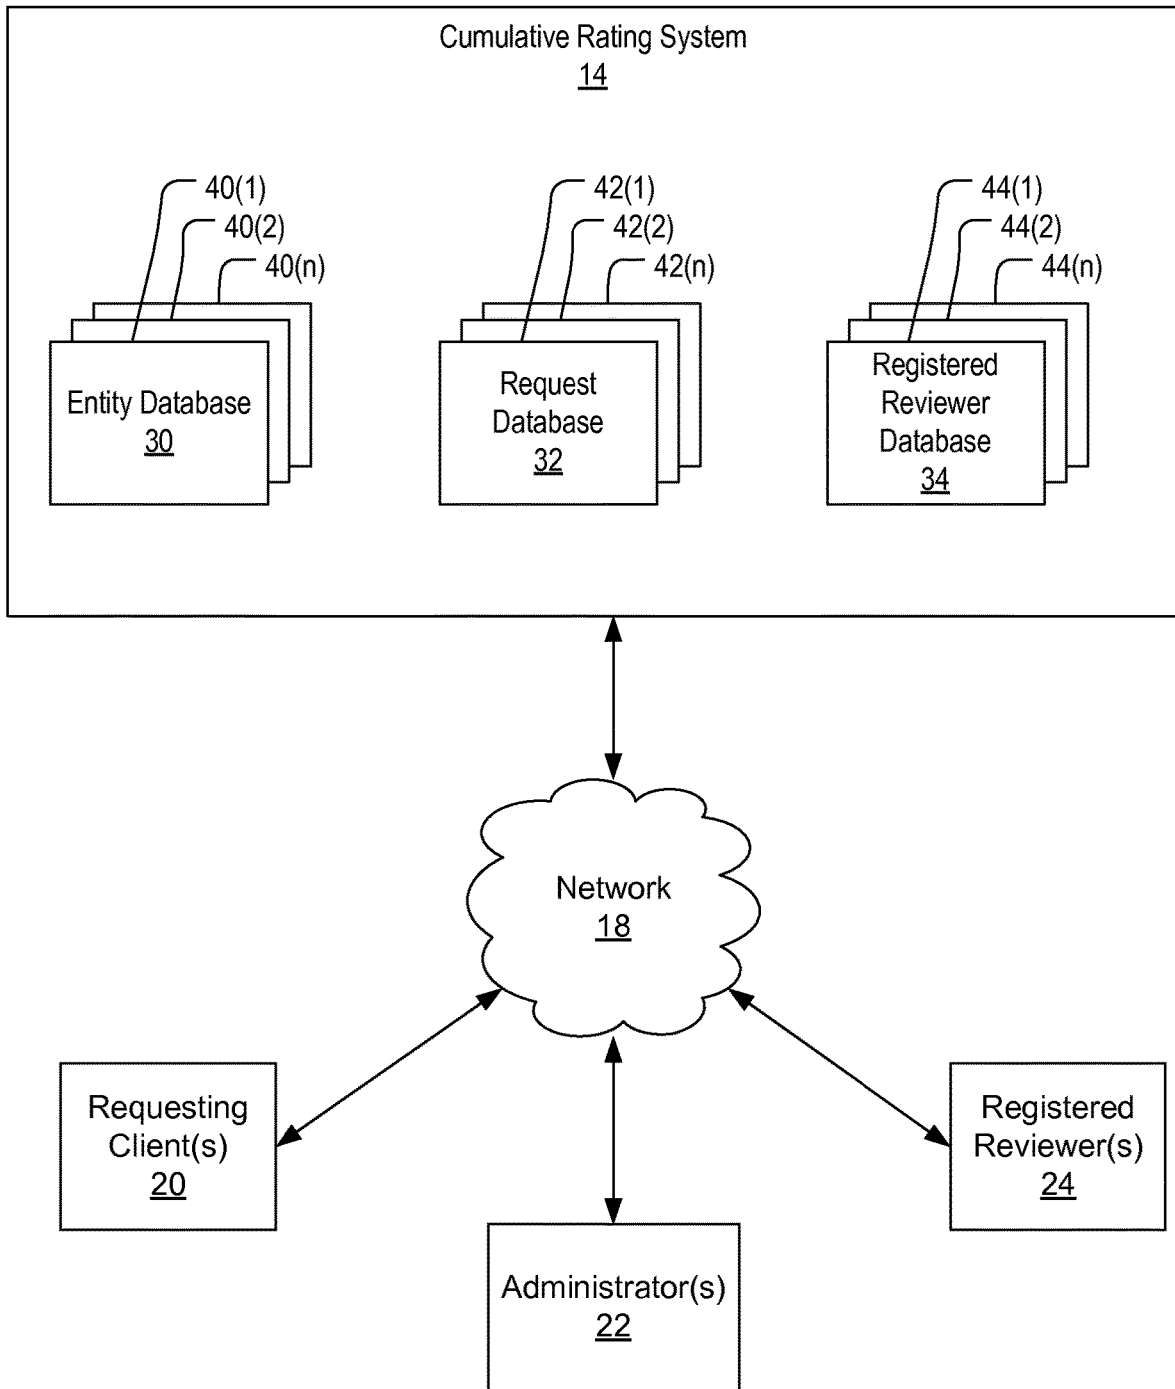 Cumulative Rating System
14
40(1)
40(2)
40(n)
42(1)
42(2)
42(n)
44(1)
44(2)
44(n)
Entity Database
30
Request
Database
32
Registered
Reviewer
Database
34
Network
18
Requesting
Client(s)
20
Administrator(s)
22
Registered
Reviewer(s)
24